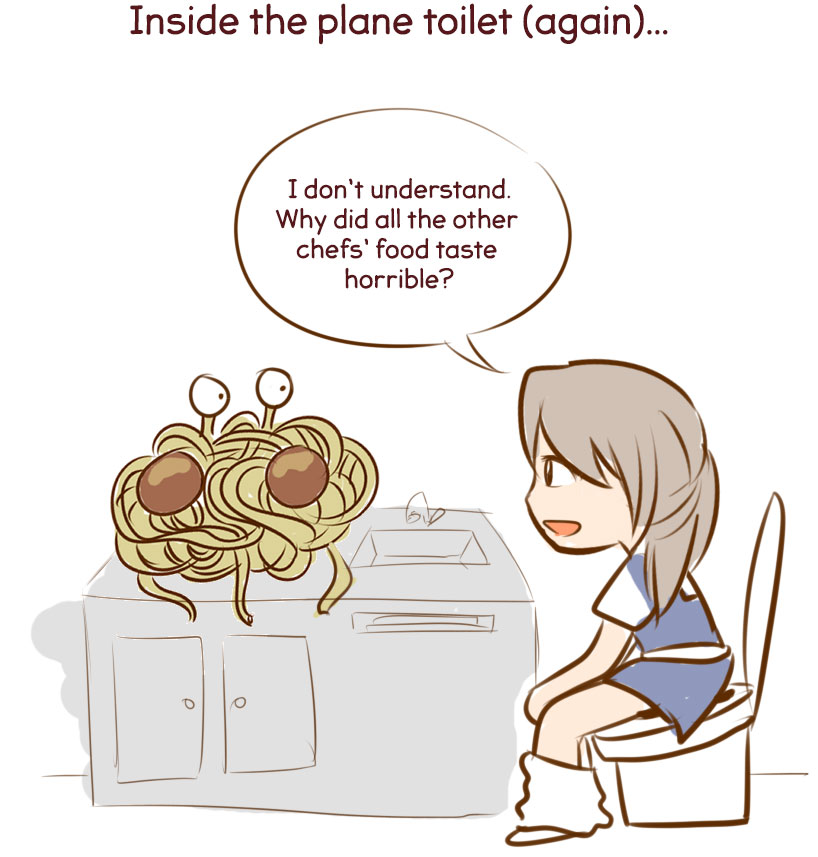 Inside the plane toilet (again)...
I don't understand.
Why did all the other
chefs' food taste
horrible?